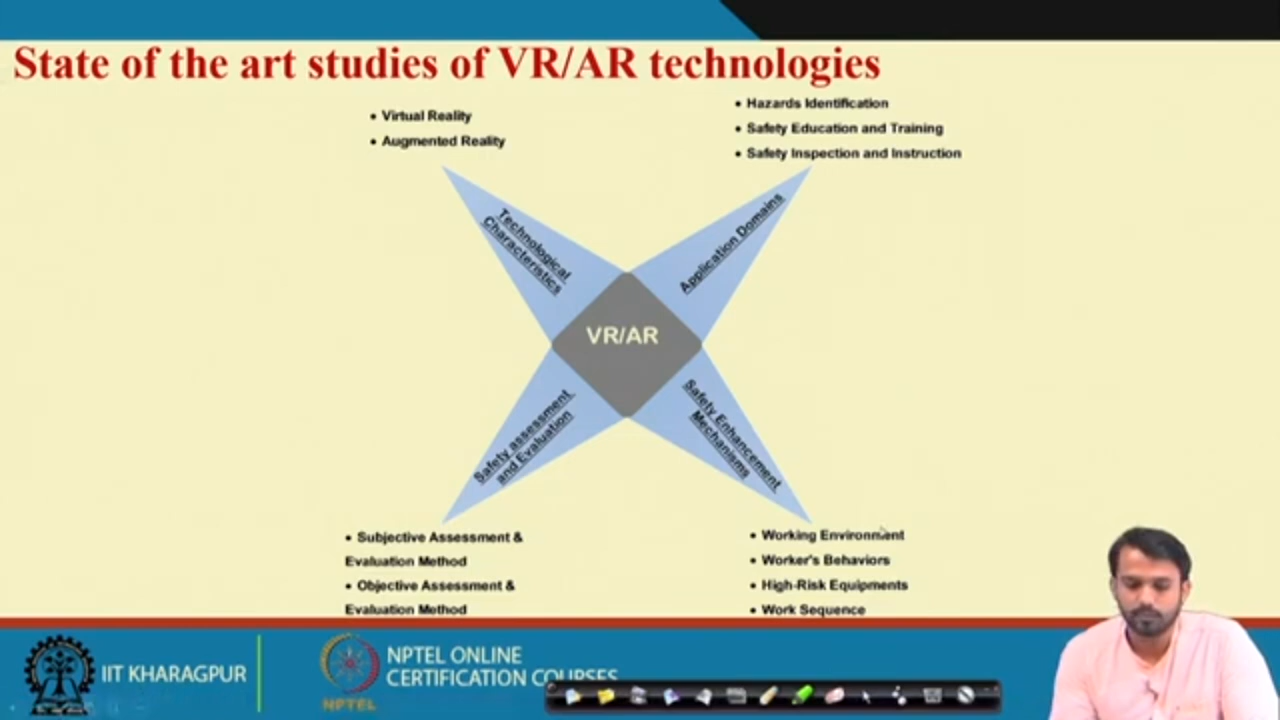 State of the art studies of VR/AR technologies
• Virtual Reality
• Augmented Reality
• Hazards Identification
• Safety Education and Training
• Safety Inspection and Instruction
Technological
Characteristics
Application Domains
VR/AR
Safety assessment
and Evaluation
Safety Enhancement
Mechanisms
• Subjective Assessment &
Evaluation Method
• Objective Assessment &
Evaluation Method
• Working Environment
• Worker's Behaviors
• High-Risk Equipments
• Work Sequence
IIT KHARAGPUR
NPTEL
NPTEL ONLINE
CERTIFICATION COURSES